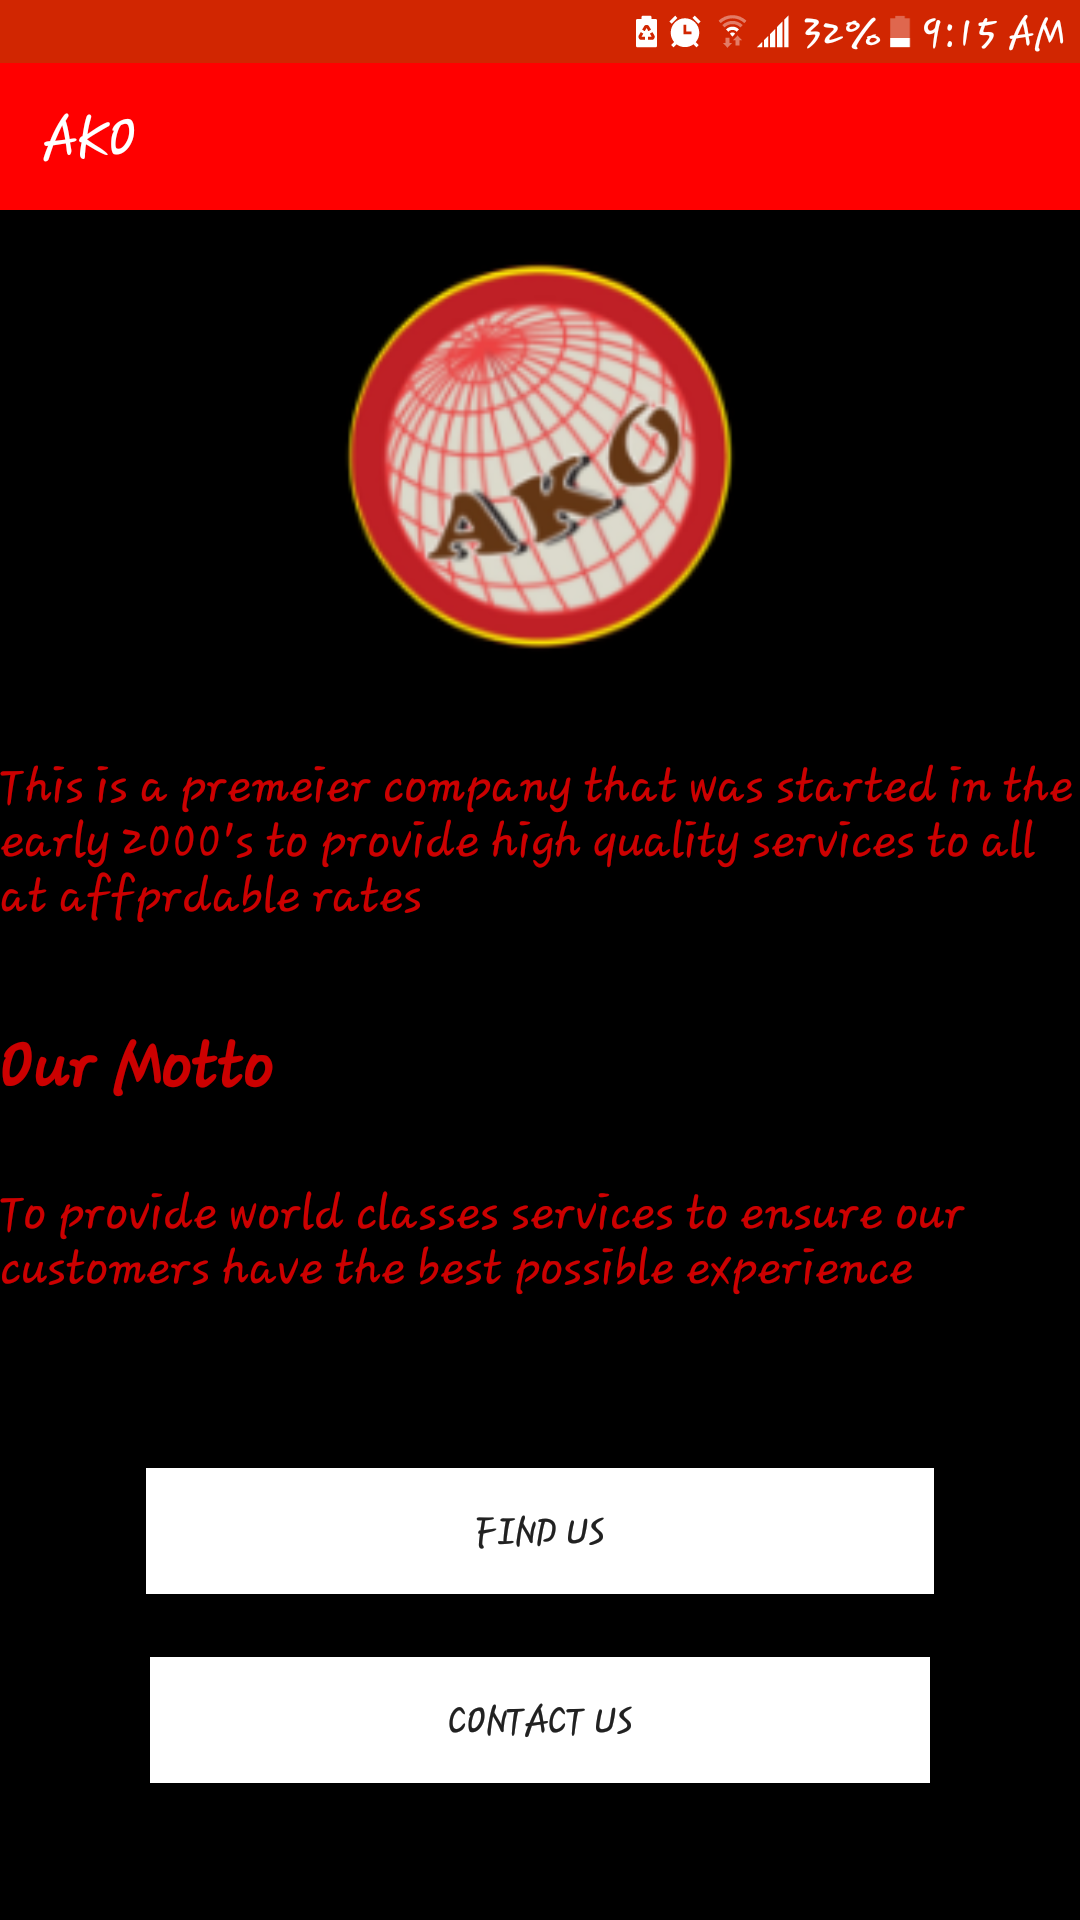 32% 9:15 AM
AKO
AKO
This is a premeier company that was started in the
early 2000's to provide high quality services to all
at affprdable rates
Our Motto
To provide world classes services to ensure our
customers have the best possible experience
FIND US
CONTACT US